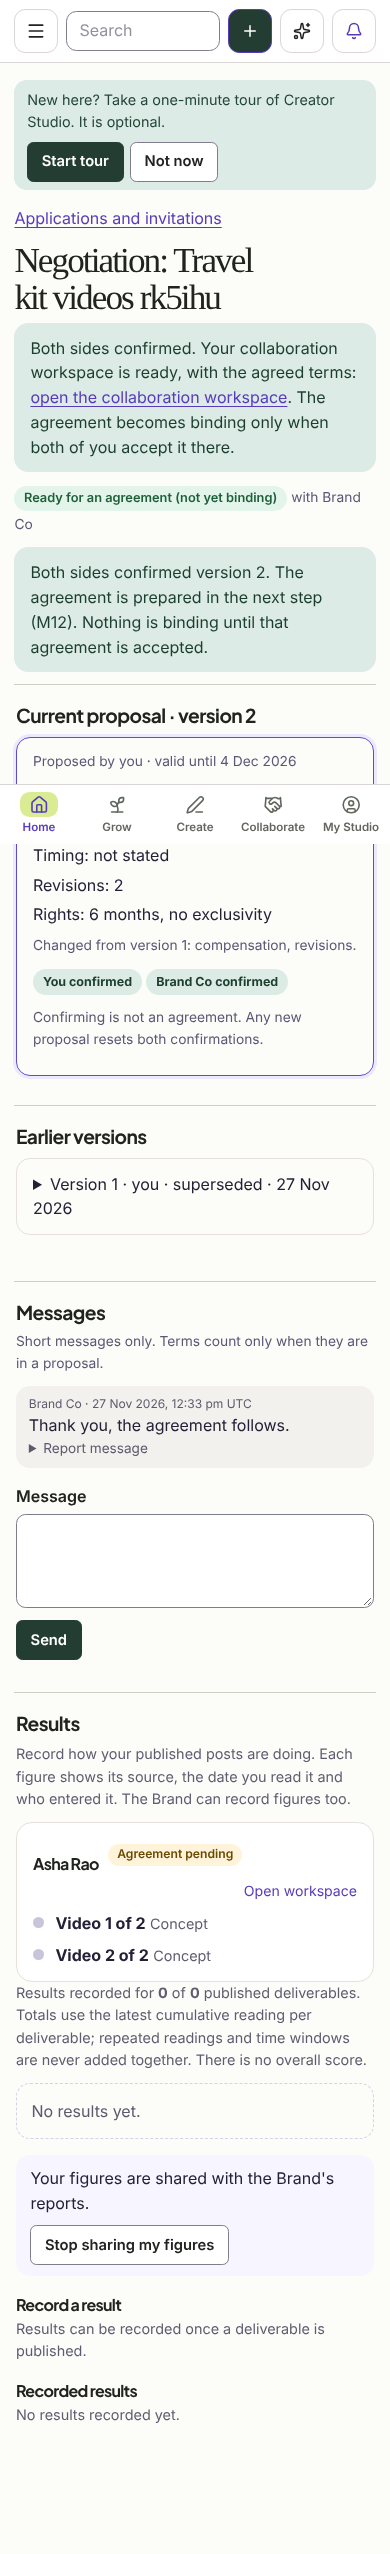 Search
New here? Take a one-minute tour of Creator
Studio. It is optional.
Start tour
Not now
Applications and invitations
Negotiation: Travel
kit videos rk5ihu
Both sides confirmed. Your collaboration
workspace is ready, with the agreed terms:
open the collaboration workspace. The
agreement becomes binding only when
both of you accept it there.
Ready for an agreement (not yet binding) with Brand
Co
Both sides confirmed version 2. The
agreement is prepared in the next step
(M12). Nothing is binding until that
agreement is accepted.
Current proposal · version 2
Proposed by you · valid until 4 Dec 2026
Home
Grow
Create
Collaborate
My Studio
Timing: not stated
Revisions: 2
Rights: 6 months, no exclusivity
Changed from version 1: compensation, revisions.
You confirmed
Brand Co confirmed
Confirming is not an agreement. Any new
proposal resets both confirmations.
Earlier versions
Version 1 · you · superseded · 27 Nov
2026
Messages
Short messages only. Terms count only when they are
in a proposal.
Brand Co · 27 Nov 2026, 12:33 pm UTC
Thank you, the agreement follows.
Report message
Message
Send
Results
Record how your published posts are doing. Each
figure shows its source, the date you read it and
who entered it. The Brand can record figures too.
Asha Rao
Agreement pending
Open workspace
Video 1 of 2 Concept
Video 2 of 2 Concept
Results recorded for 0 of 0 published deliverables.
Totals use the latest cumulative reading per
deliverable; repeated readings and time windows
are never added together. There is no overall score.
No results yet.
Your figures are shared with the Brand's
reports.
Stop sharing my figures
Record a result
Results can be recorded once a deliverable is
published.
Recorded results
No results recorded yet.